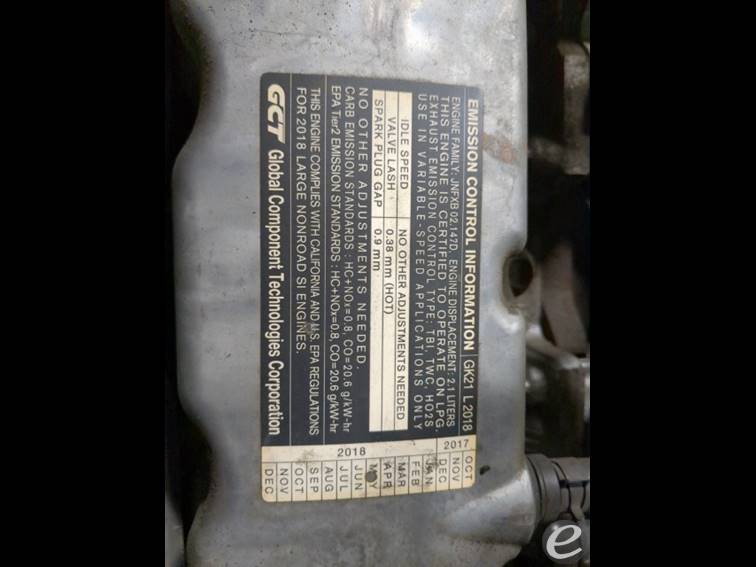 EMISSION CONTROL INFORMATION GK21 L 2018
ENGINE FAMILY: JNFXB 02.147D ENGINE DISPLACEMENT: 2.1 LITERS
THIS ENGINE IS CERTIFIED TO OPERATE ON LPG.
EXHAUST EMISSION CONTROL TYPE: TBI, TWC, HO2S
USE IN VARIABLE-SPEED APPLICATIONS ONLY
IDLE SPEED NO OTHER ADJUSTMENTS NEEDED
VALVE LASH 0.38 mm (HOT)
SPARK PLUG GAP 0.9 mm
NO OTHER ADJUSTMENTS NEEDED.
CARB EMISSION STANDARDS : HC+NOx=0.8, CO=20.6 g/kW-hr
EPA Tier2 EMISSION STANDARDS : HC+NOx=0.8, CO=20.6 g/kW-hr
THIS ENGINE COMPLIES WITH CALIFORNIA AND U.S. EPA REGULATIONS
FOR 2018 LARGE NONROAD SI ENGINES.
GCT Global Component Technologies Corporation
2017
OCT
NOV
DEC
2018
JAN
FEB
MAR
APR
MAY
JUN
JUL
AUG
SEP
OCT
NOV
DEC
e